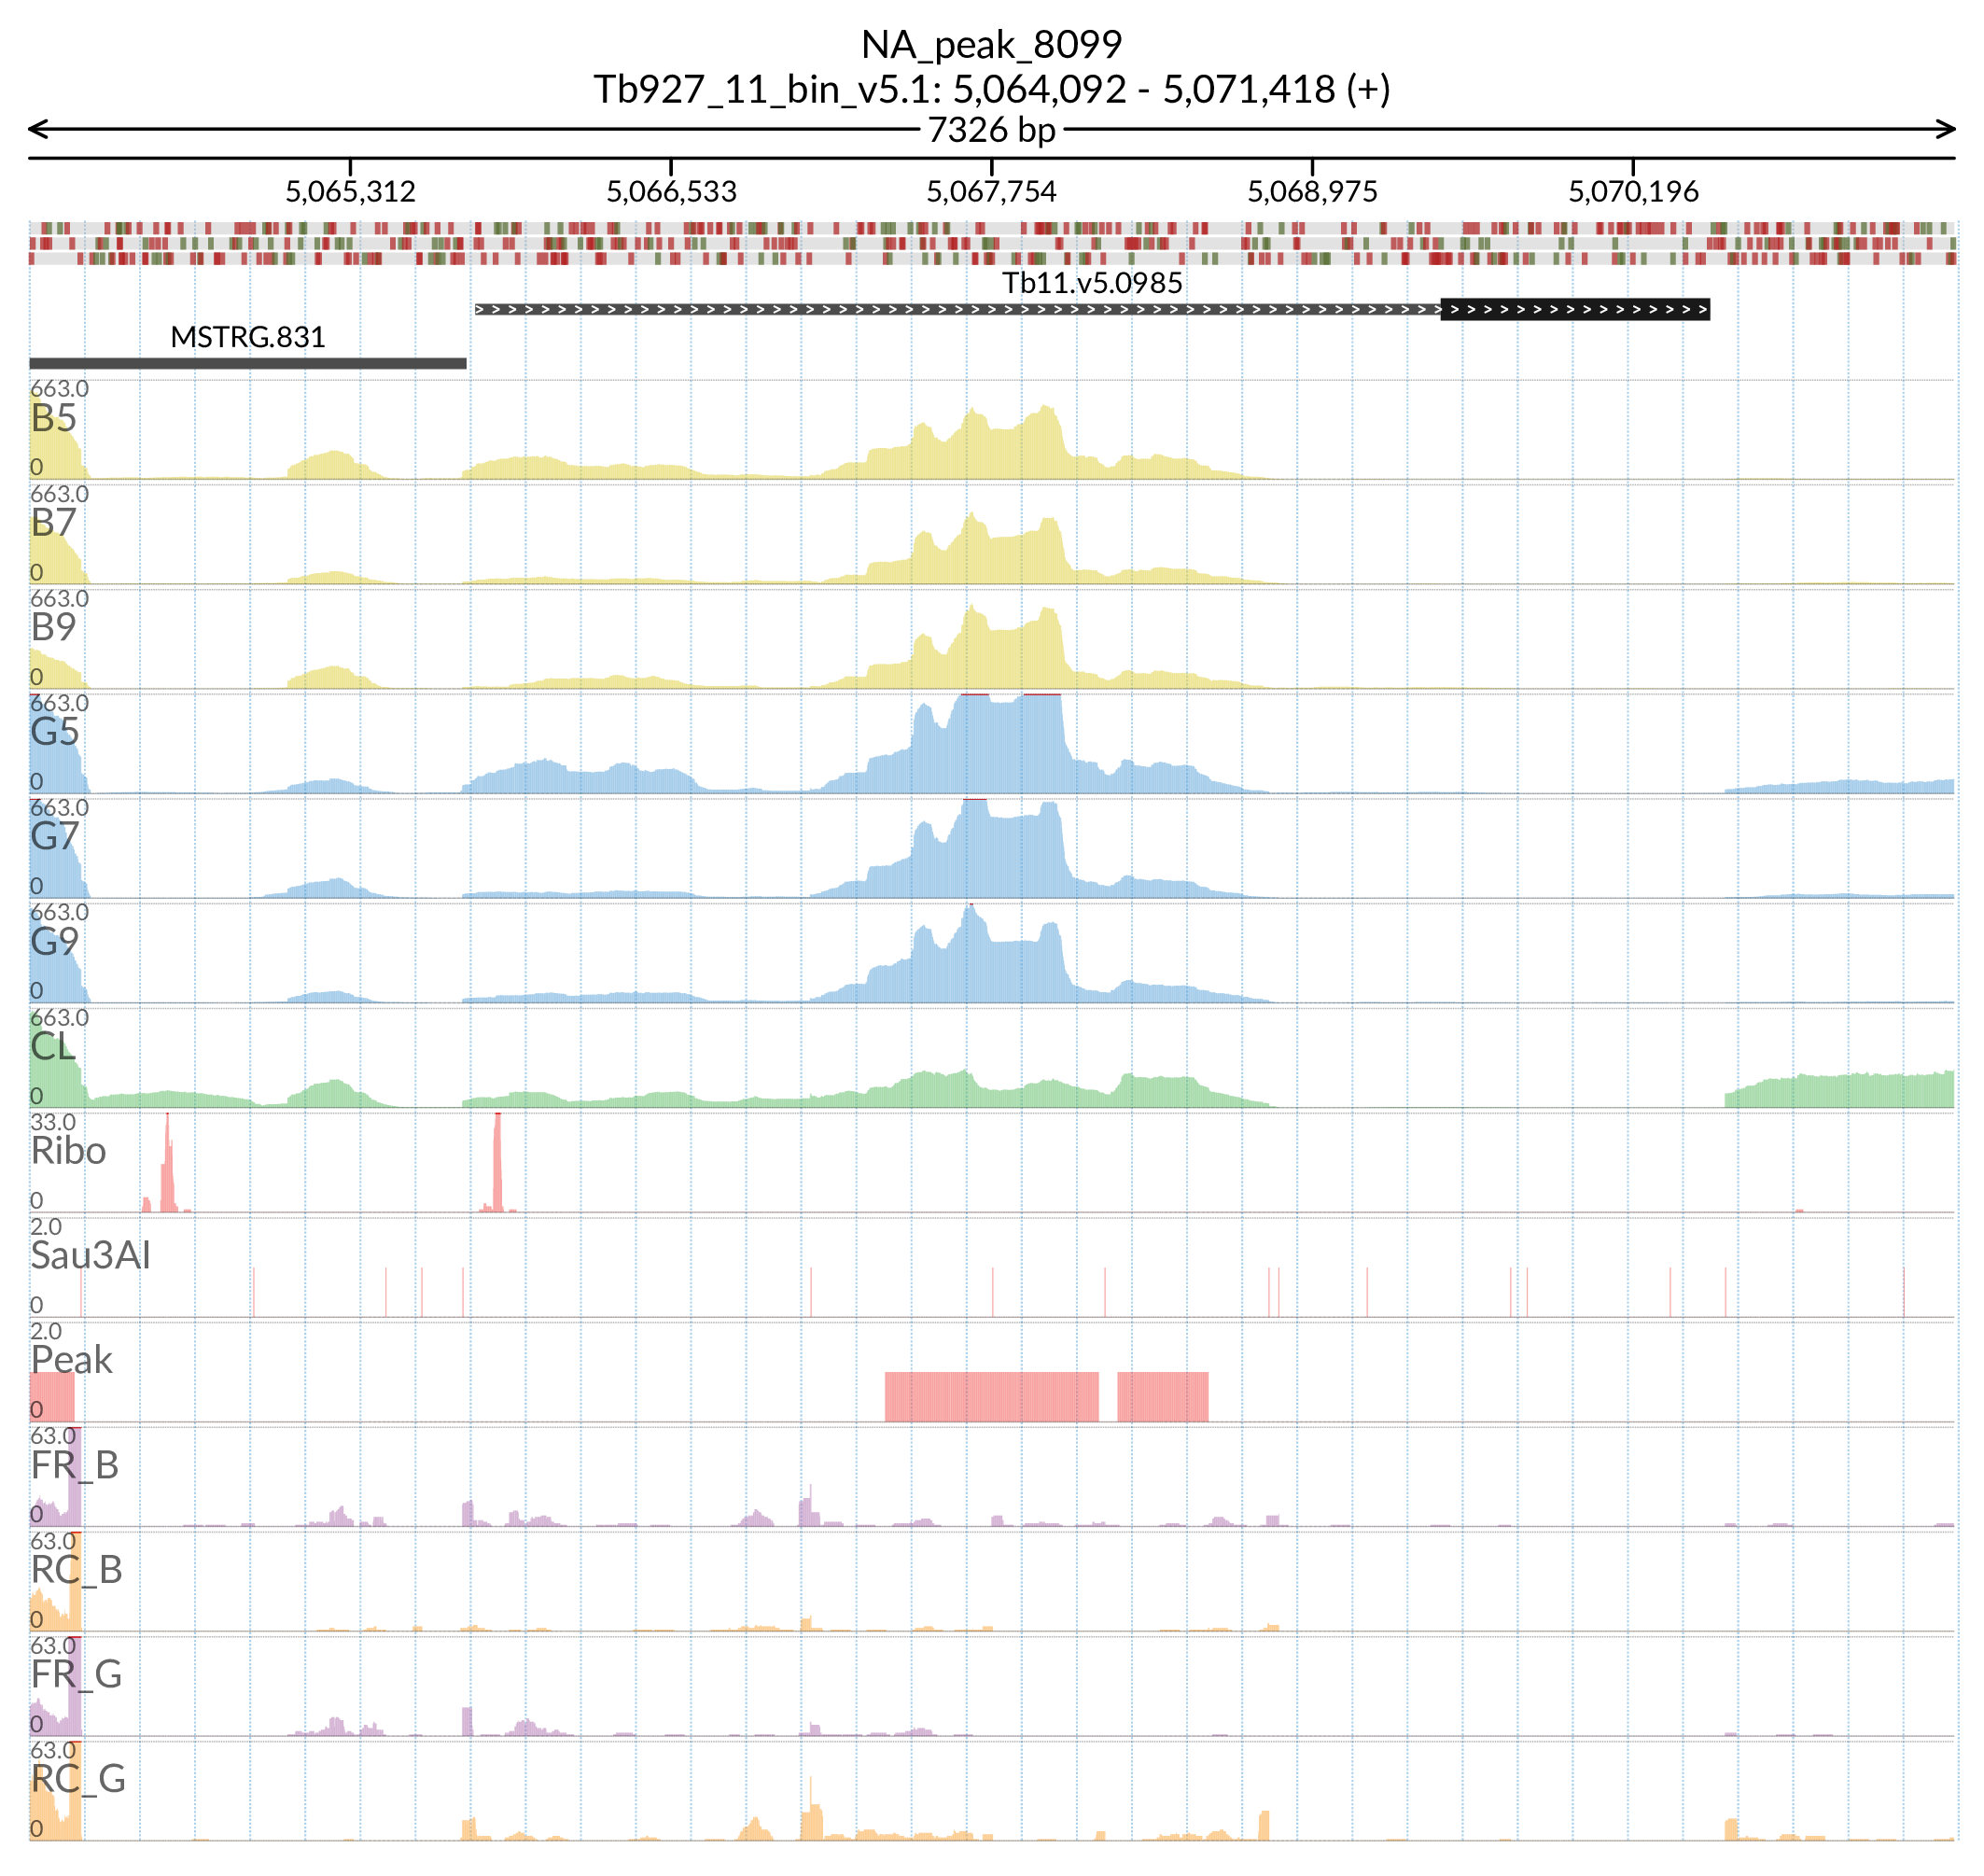 NA_peak_8099
Tb927_11_bin_v5.1: 5,064,092 - 5,071,418 (+)
7326 bp
5,065,312 5,066,533 5,067,754 5,068,975 5,070,196
Tb11.v5.0985
MSTRG.831
663.0
B5
0
663.0
B7
0
663.0
B9
0
663.0
G5
0
663.0
G7
0
663.0
G9
0
663.0
CL
0
33.0
Ribo
0
2.0
Sau3AI
0
2.0
Peak
0
63.0
FR_B
0
63.0
RC_B
0
63.0
FR_G
0
63.0
RC_G
0